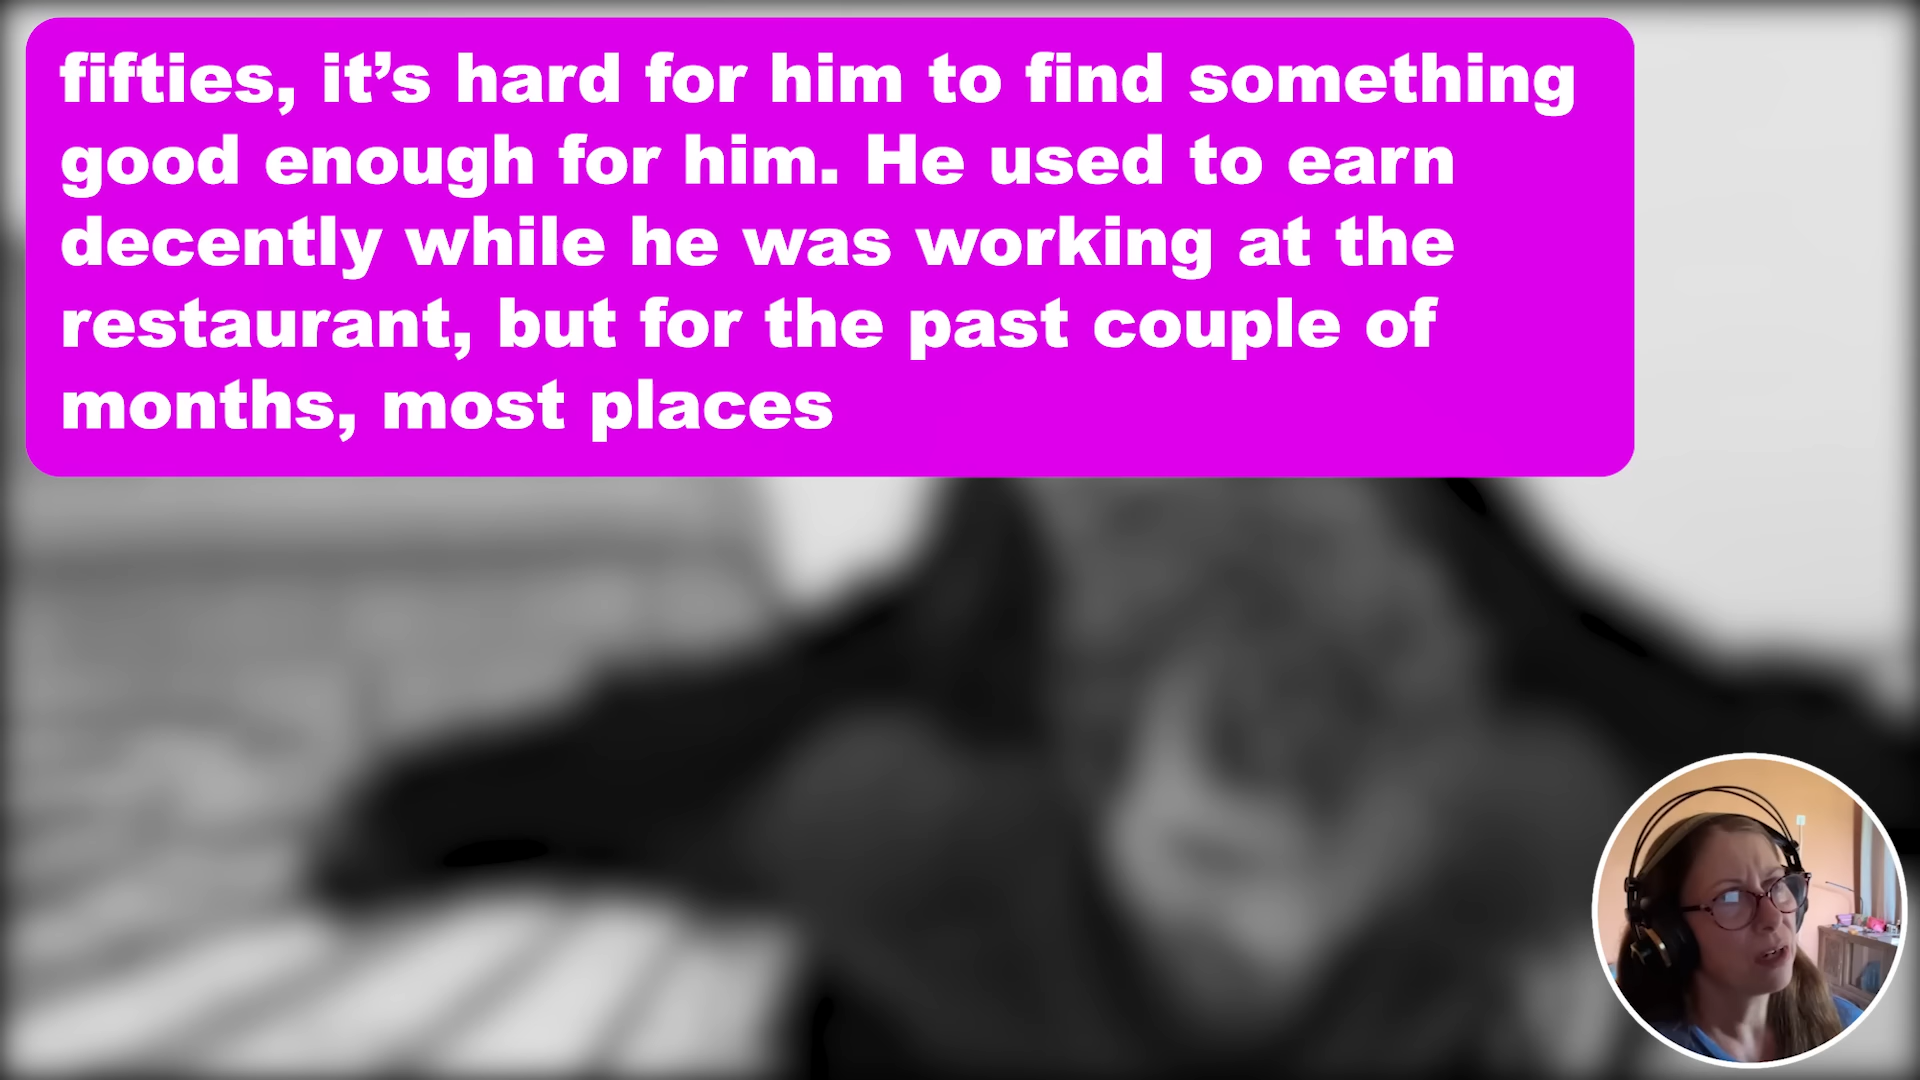 fifties, it’s hard for him to find something
good enough for him. He used to earn
decently while he was working at the
restaurant, but for the past couple of
months, most places